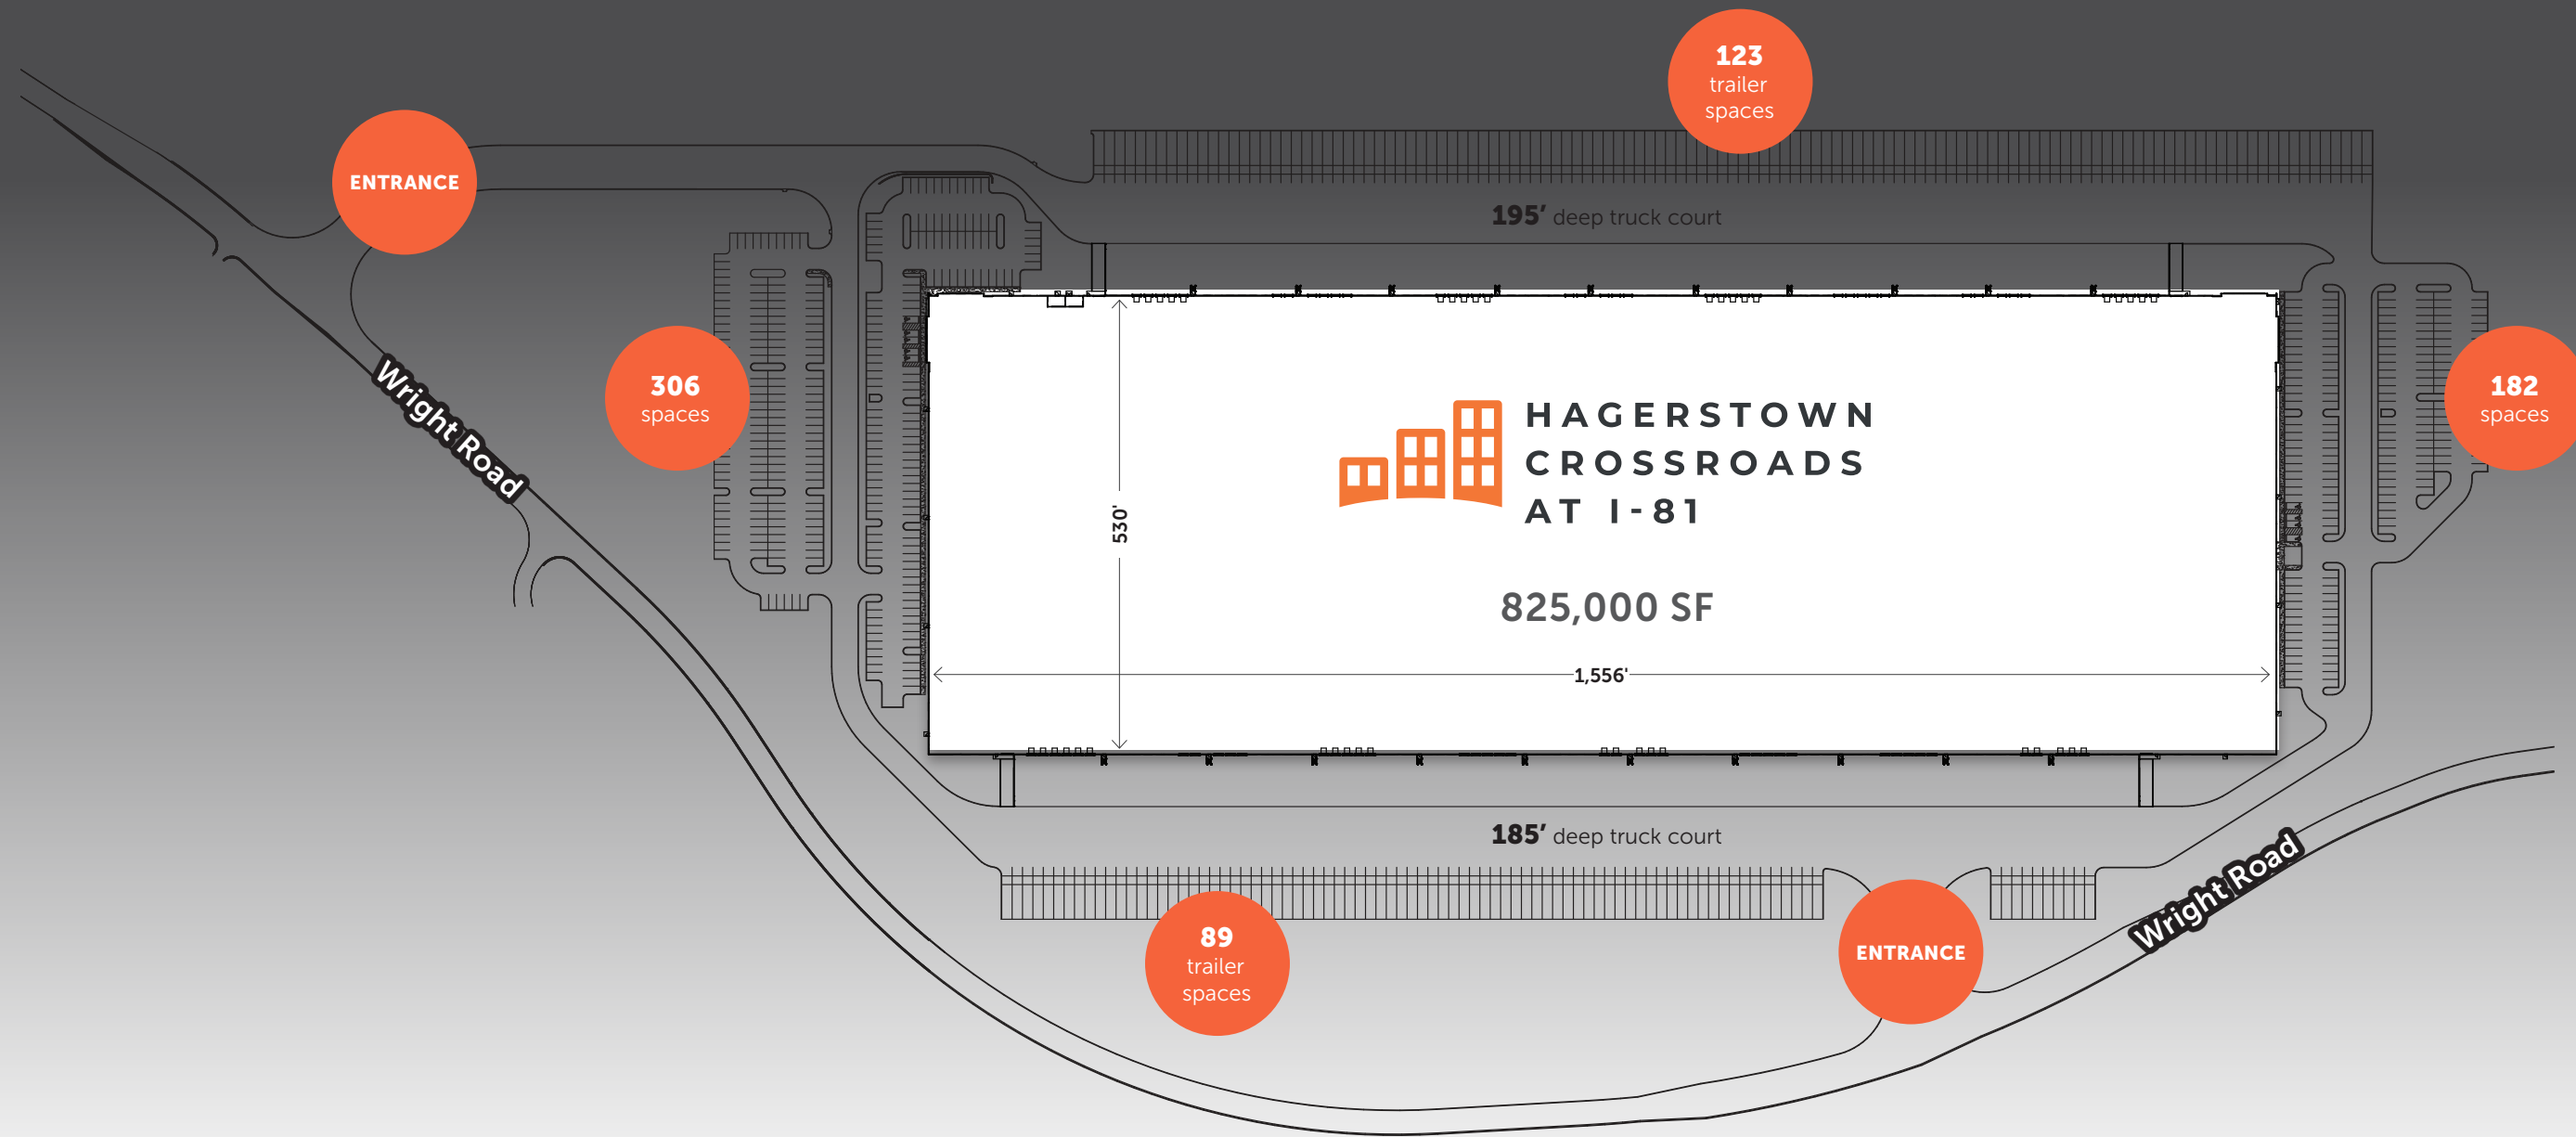 123
trailer
spaces
ENTRANCE
195’ deep truck court
Wright Road
306
spaces
182
spaces
HAGERSTOWN
CROSSROADS
AT I-81
530'
825,000 SF
1,556'
185’ deep truck court
Wright Road
89
trailer
spaces
ENTRANCE